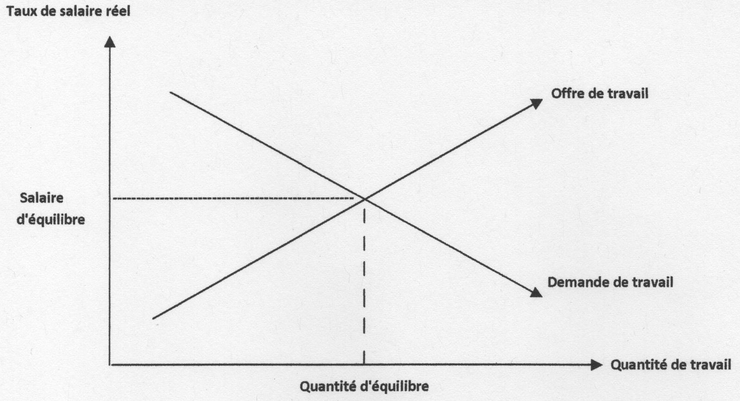 Taux de salaire réel
Offre de travail
Salaire
d'équilibre
Demande de travail
Quantité de travail
Quantité d'équilibre